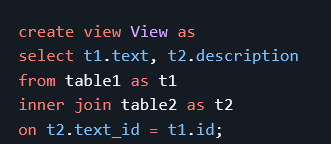 create view View as
select t1.text, t2.description
from table1 as t1
inner join table2 as t2
on t2.text_id = t1.id;